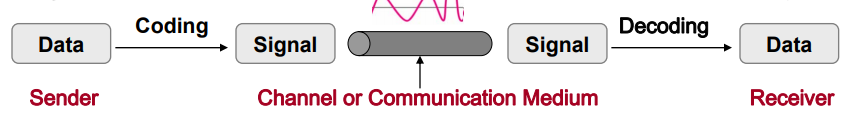 Coding
Decoding
Data
Signal
Signal
Data
Sender
Channel or Communication Medium
Receiver